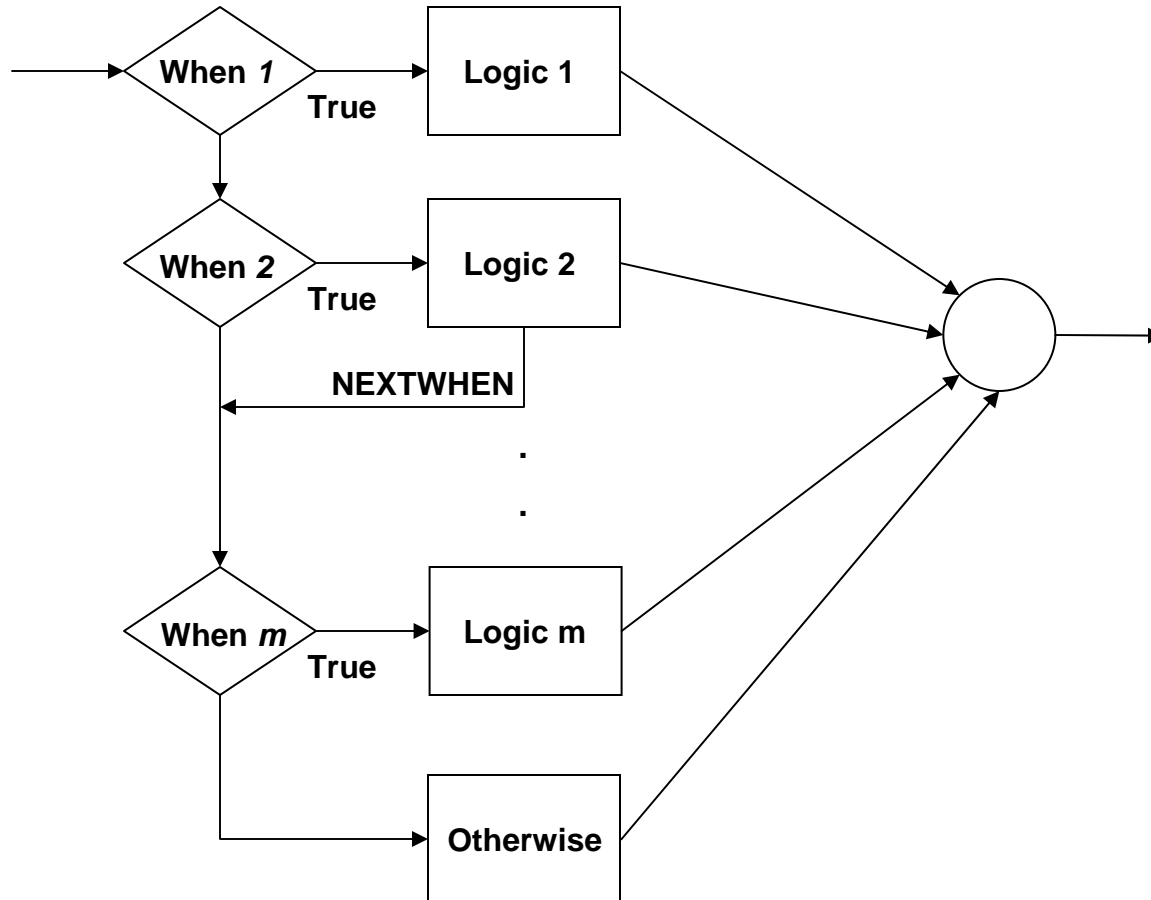 When 1
Logic 1
True
When 2
Logic 2
True
NEXTWHEN
.
.
When m
Logic m
True
Otherwise